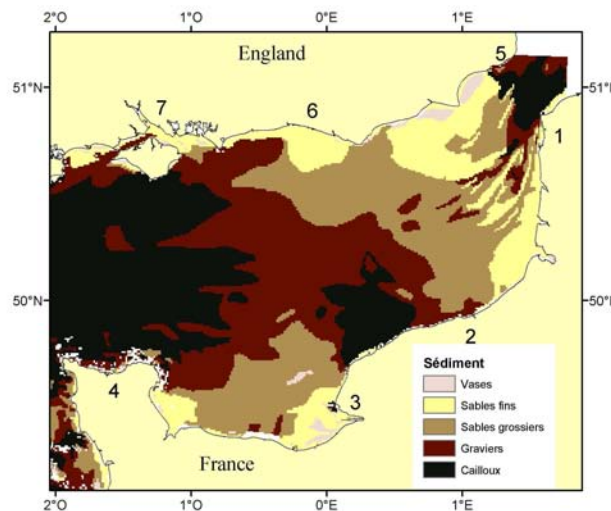 2°O 1°O 0°E 1°E
England
5
51°N 51°N
7 6
1
50°N 50°N
2
Sédiment
4 3
Vases
Sables fins
Sables grossiers
France
Graviers
Cailloux
2°O 1°O 0°E 1°E